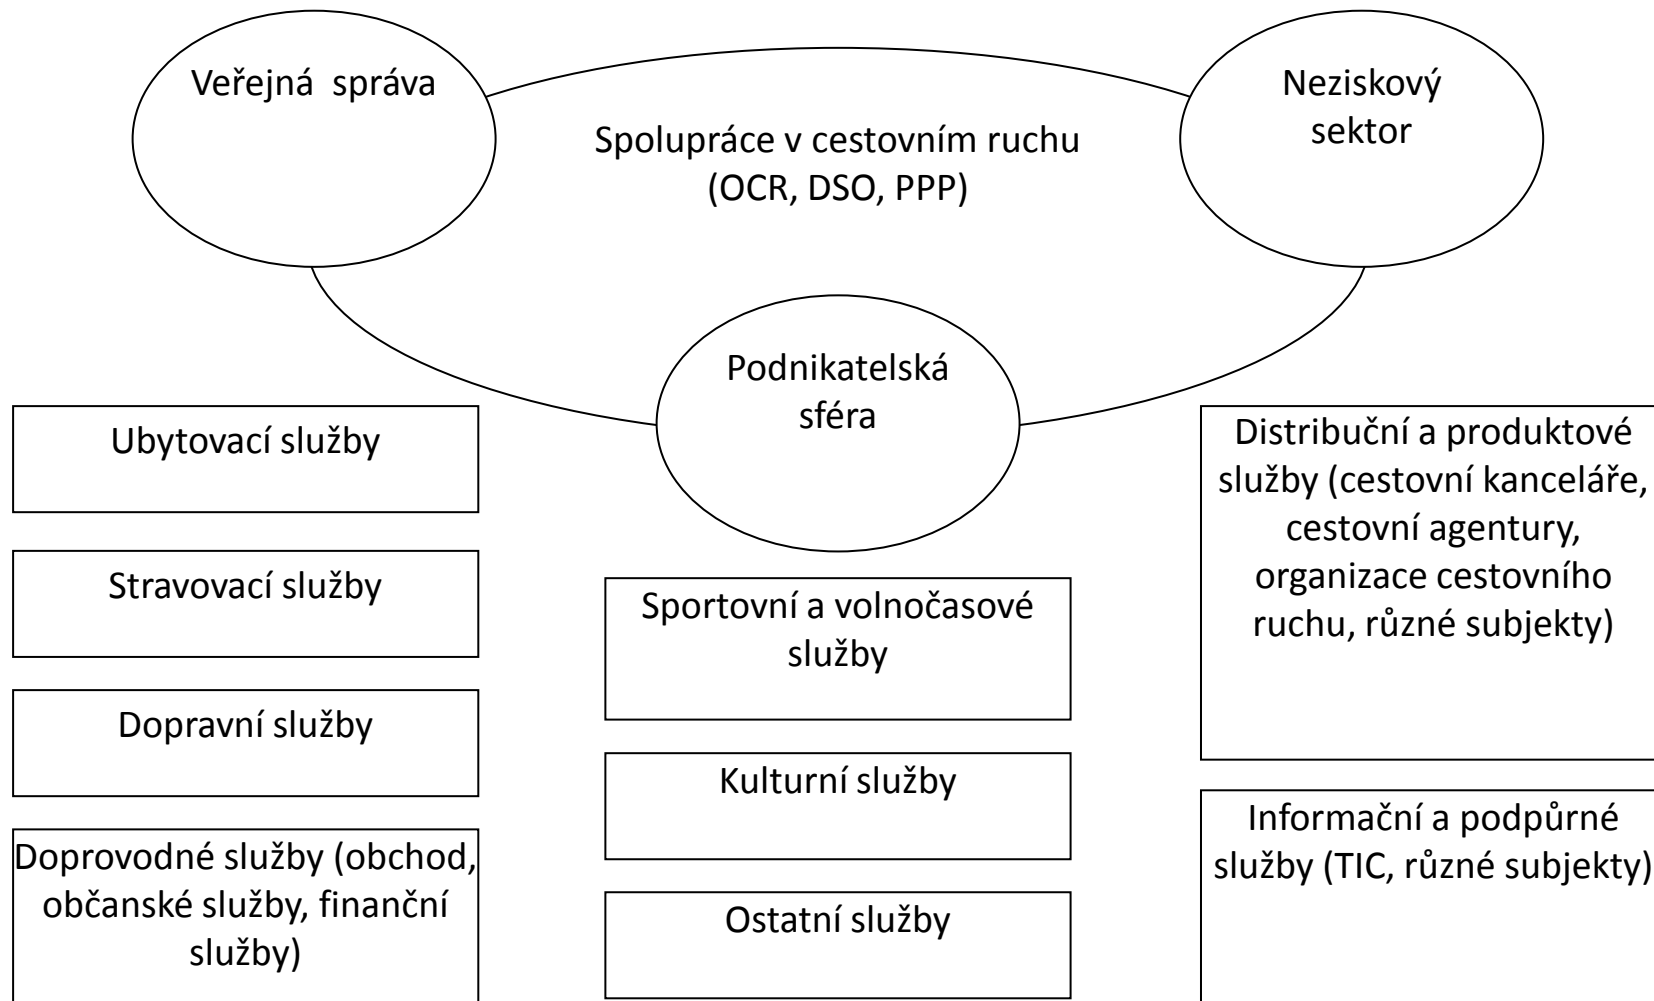 Veřejná správa
Neziskový
sektor
Spolupráce v cestovním ruchu
(OCR, DSO, PPP)
Podnikatelská
sféra
Ubytovací služby
Stravovací služby
Dopravní služby
Doprovodné služby (obchod,
občanské služby, finanční
služby)
Sportovní a volnočasové
služby
Kulturní služby
Ostatní služby
Distribuční a produktové
služby (cestovní kanceláře,
cestovní agentury,
organizace cestovního
ruchu, různé subjekty)
Informační a podpůrné
služby (TIC, různé subjekty)